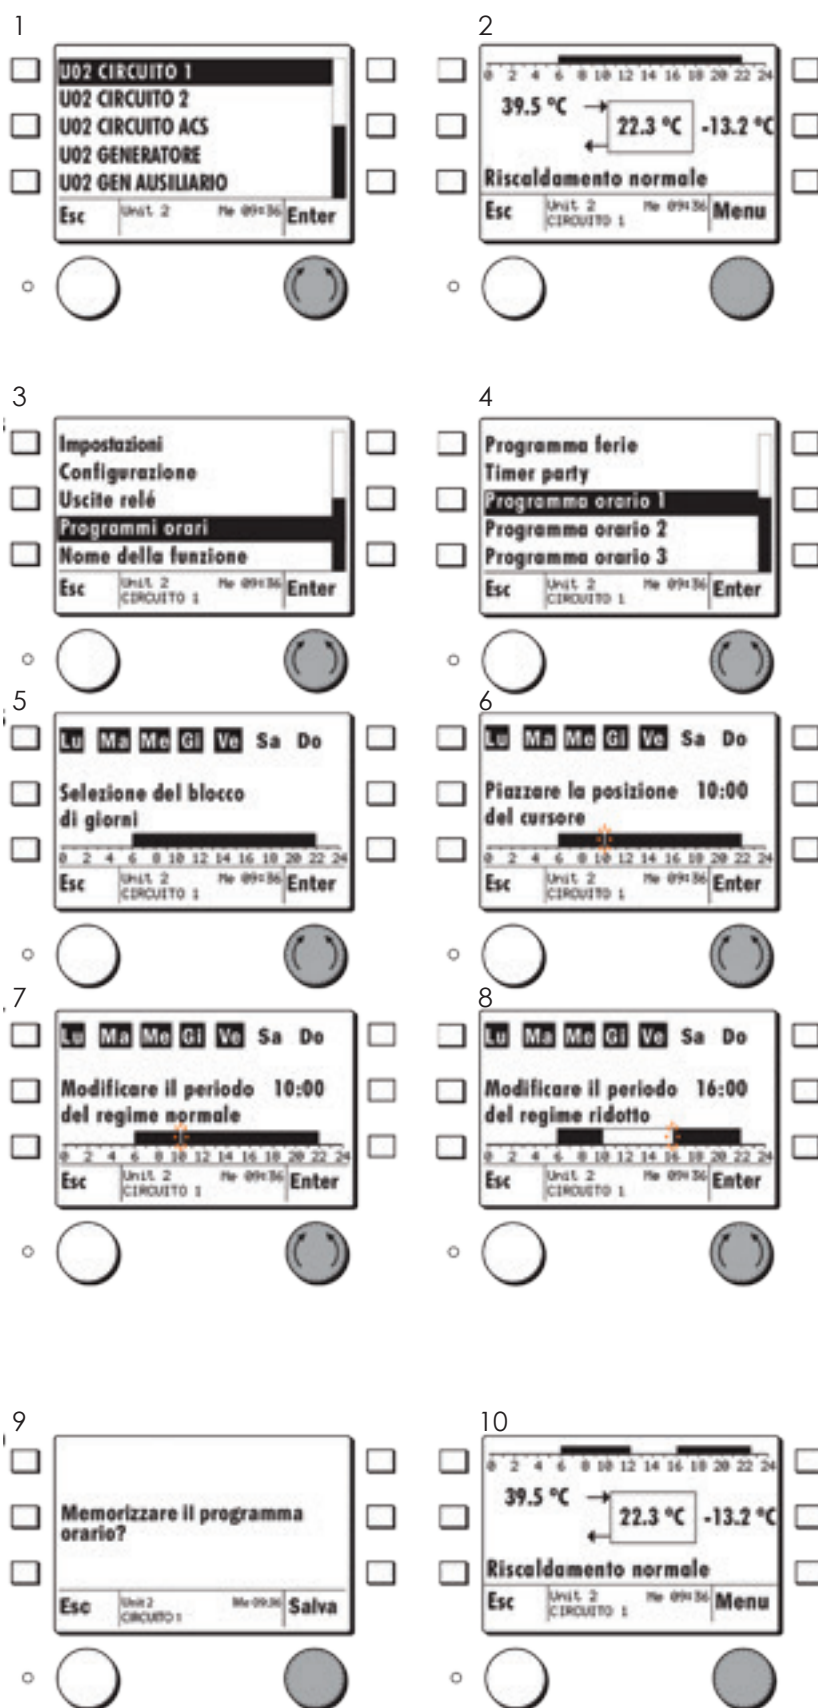 1
U02 CIRCUITO 1
U02 CIRCUITO 2
U02 CIRCUITO ACS
U02 GENERATORE
U02 GEN AUSILIARIO
Esc Unit 2 Me 09:36 Enter
2
0 2 4 6 8 10 12 14 16 18 20 22 24
39.5 °C
22.3 °C -13.2 °C
Riscaldamento normale
Esc Unit 2 Me 09:36 Menu
CIRCUITO 1
3
Impostazioni
Configurazione
Uscite relé
Programmi orari
Nome della funzione
Esc Unit 2 Me 09:36 Enter
CIRCUITO 1
4
Programma ferie
Timer party
Programma orario 1
Programma orario 2
Programma orario 3
Esc Unit 2 Me 09:36 Enter
CIRCUITO 1
5
Lu Ma Me Gi Ve Sa Do
Selezione del blocco
di giorni
0 2 4 6 8 10 12 14 16 18 20 22 24
Esc Unit 2 Me 09:36 Enter
CIRCUITO 1
6
Lu Ma Me Gi Ve Sa Do
Piazzare la posizione 10:00
del cursore
0 2 4 6 8 10 12 14 16 18 20 22 24
Esc Unit 2 Me 09:36 Enter
CIRCUITO 1
7
Lu Ma Me Gi Ve Sa Do
Modificare il periodo 10:00
del regime normale
0 2 4 6 8 10 12 14 16 18 20 22 24
Esc Unit 2 Me 09:36 Enter
CIRCUITO 1
8
Lu Ma Me Gi Ve Sa Do
Modificare il periodo 16:00
del regime ridotto
0 2 4 6 8 10 12 14 16 18 20 22 24
Esc Unit 2 Me 09:36 Enter
CIRCUITO 1
9
Memorizzare il programma
orario?
Esc Unit 2 Me 09:36 Salva
CIRCUITO 1
10
0 2 4 6 8 10 12 14 16 18 20 22 24
39.5 °C
22.3 °C -13.2 °C
Riscaldamento normale
Esc Unit 2 Me 09:36 Menu
CIRCUITO 1